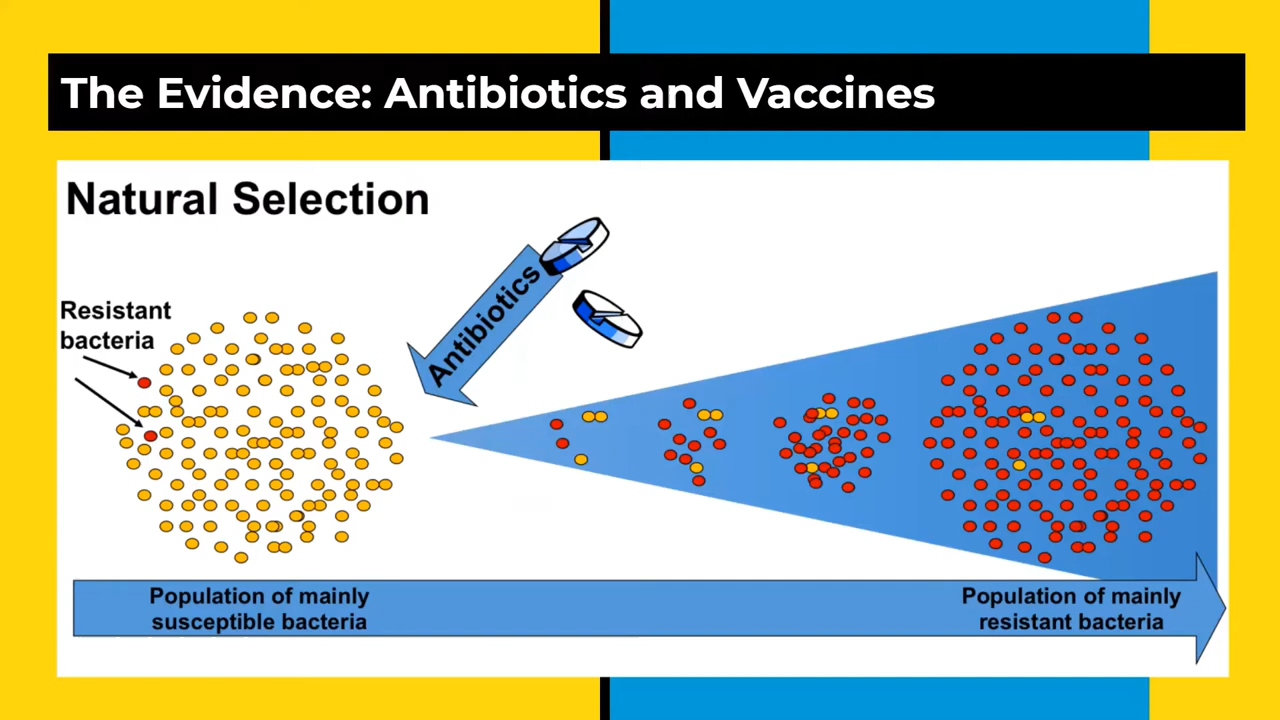 The Evidence: Antibiotics and Vaccines
Natural Selection
Resistant
bacteria
Antibiotics
Population of mainly
susceptible bacteria
Population of mainly
resistant bacteria